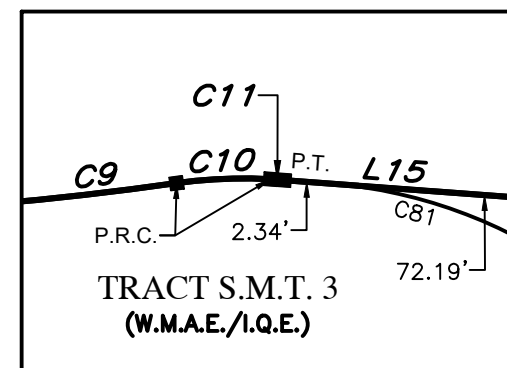 C11
C9
C10
P.T.
L15
C81
P.R.C.
2.34'
72.19'
TRACT S.M.T. 3
(W.M.A.E./I.Q.E.)